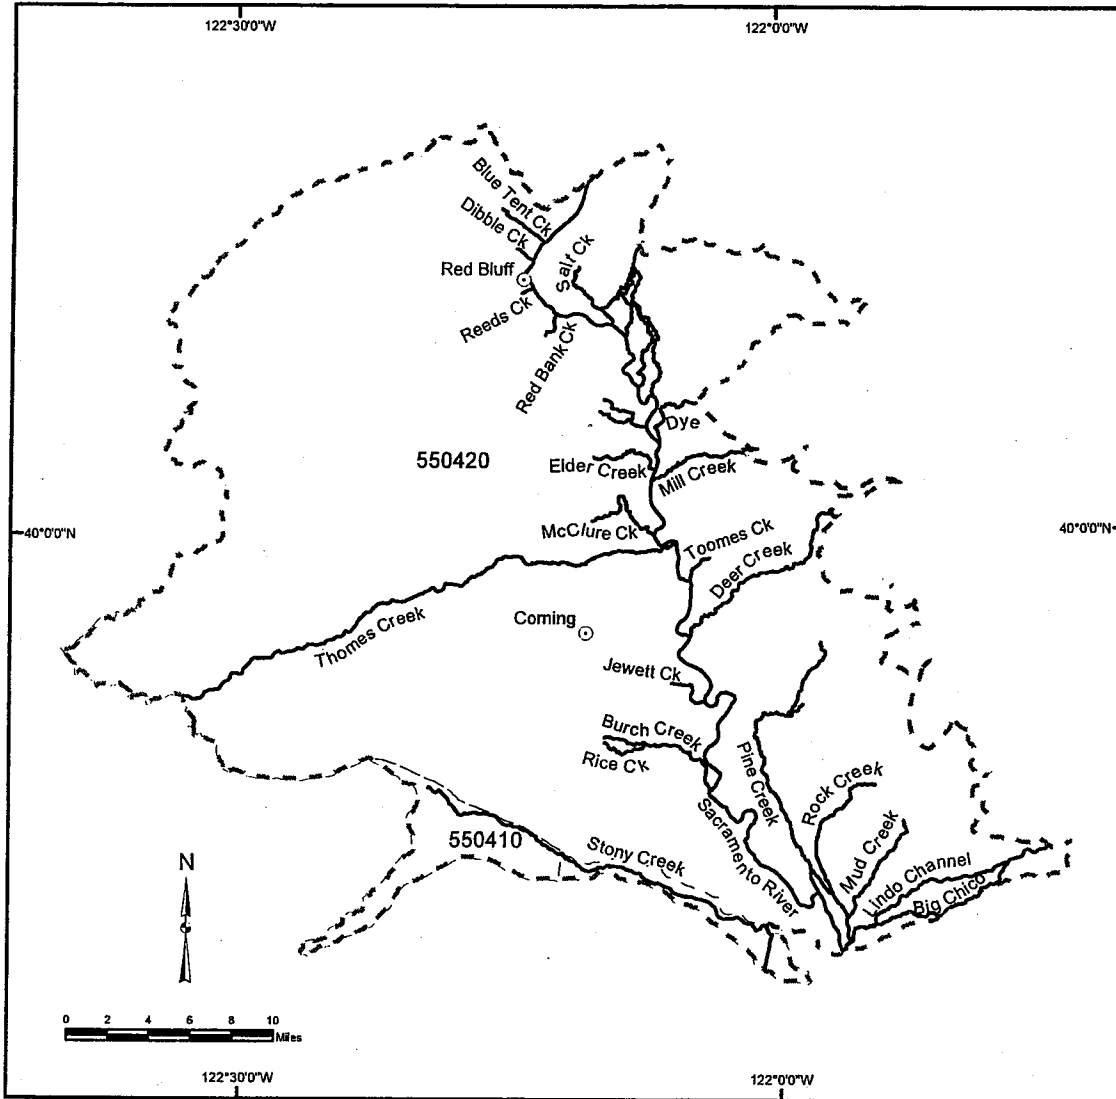 122°30'0"W
122°0'0"W
Blue Tent Ck
Dibble Ck
Salt Ck
Red Bluff
Reeds Ck
Red Bank Ck
Dye
550420
Elder Creek
Mill Creek
40°0'0"N
McClure Ck
Toomes Ck
40°0'0"N
Deer Creek
Corning
Thomes Creek
Jewett Ck
Burch Creek
Rice Ck
Pine Creek
Rock Creek
Sacramento River
Mud Creek
550410
Stony Creek
Lindo Channel
Big Chico
N
0 2 4 6 8 10
Miles
122°30'0"W
122°0'0"W